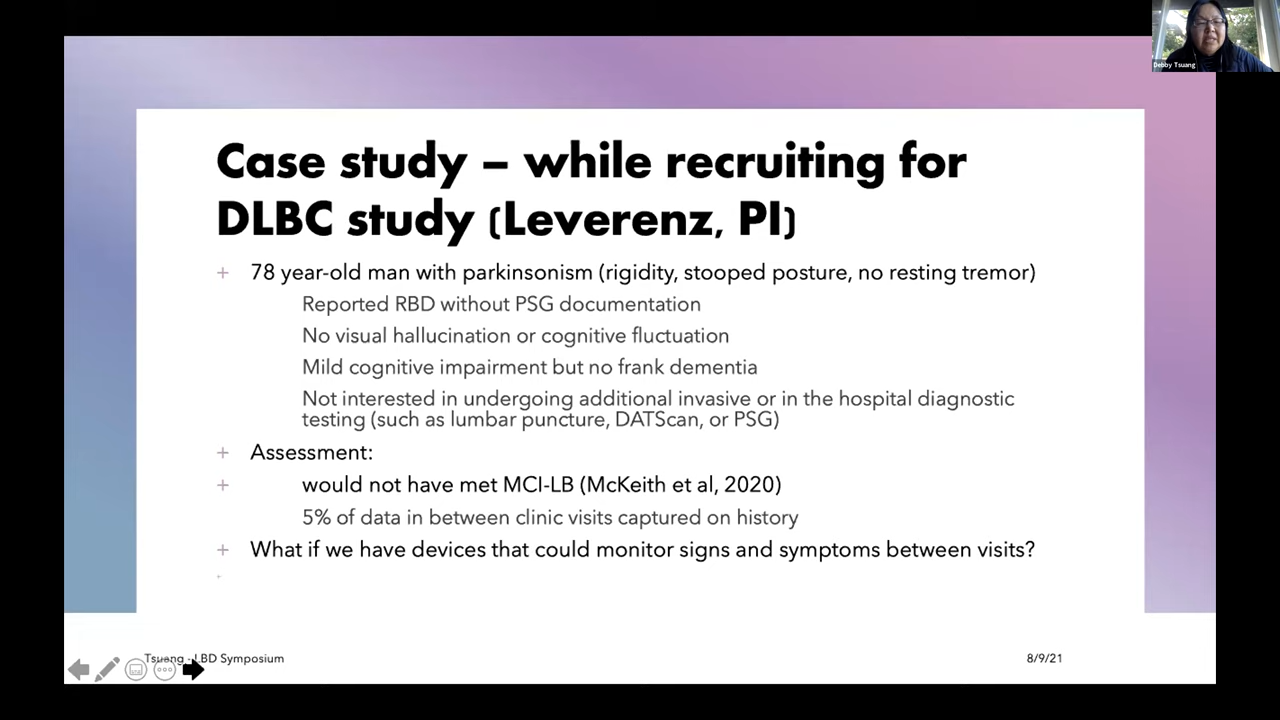 Debby Tsuang
Case study – while recruiting for
DLBC study (Leverenz, PI)
+ 78 year-old man with parkinsonism (rigidity, stooped posture, no resting tremor)
Reported RBD without PSG documentation
No visual hallucination or cognitive fluctuation
Mild cognitive impairment but no frank dementia
Not interested in undergoing additional invasive or in the hospital diagnostic
testing (such as lumbar puncture, DATScan, or PSG)
+ Assessment:
+ would not have met MCI-LB (McKeith et al, 2020)
5% of data in between clinic visits captured on history
+ What if we have devices that could monitor signs and symptoms between visits?
+
Tsuang - LBD Symposium
8/9/21